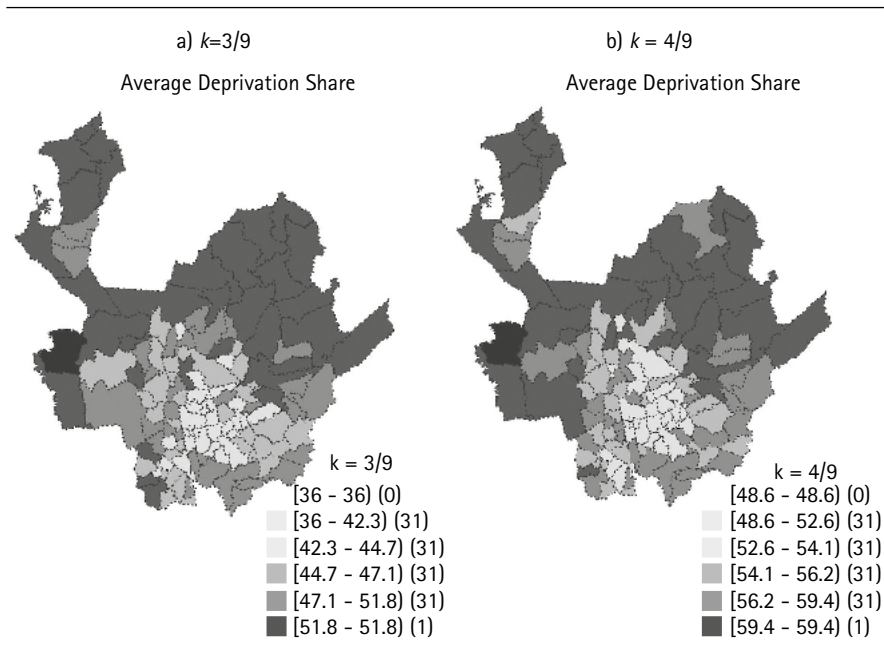 a) k=3/9
Average Deprivation Share
k = 3/9
[36 - 36) (0)
[36 - 42.3) (31)
[42.3 - 44.7) (31)
[44.7 - 47.1) (31)
[47.1 - 51.8) (31)
[51.8 - 51.8) (1)
b) k = 4/9
Average Deprivation Share
k = 4/9
[48.6 - 48.6) (0)
[48.6 - 52.6) (31)
[52.6 - 54.1) (31)
[54.1 - 56.2) (31)
[56.2 - 59.4) (31)
[59.4 - 59.4) (1)